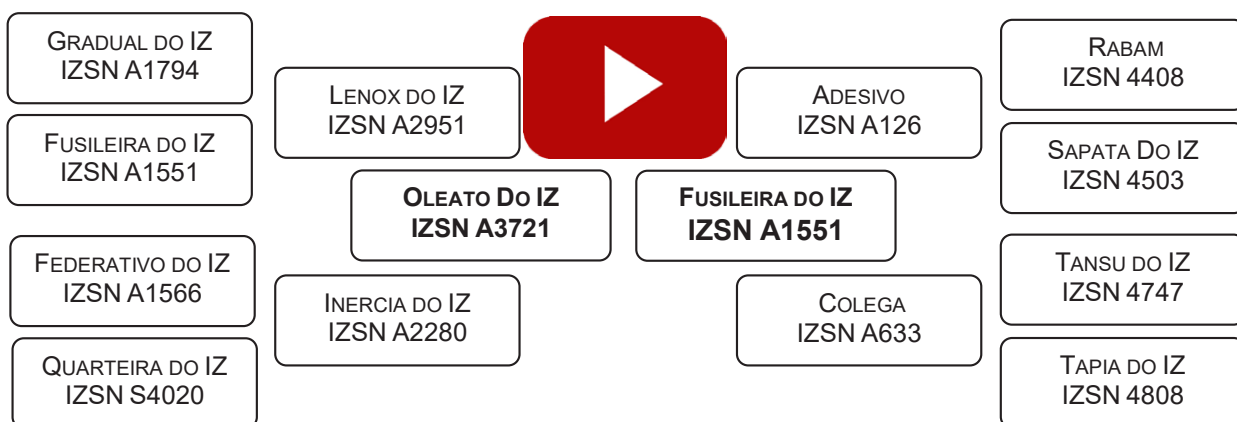 GRADUAL DO IZ
IZSN A1794
FUSILEIRA DO IZ
IZSN A1551
FEDERATIVO DO IZ
IZSN A1566
QUARTEIRA DO IZ
IZSN S4020
LENOX DO IZ
IZSN A2951
INERCIA DO IZ
IZSN A2280
OLEATO DO IZ
IZSN A3721
FUSILEIRA DO IZ
IZSN A1551
ADESIVO
IZSN A126
COLEGA
IZSN A633
RABAM
IZSN 4408
SAPATA DO IZ
IZSN 4503
TANSU DO IZ
IZSN 4747
TAPIA DO IZ
IZSN 4808